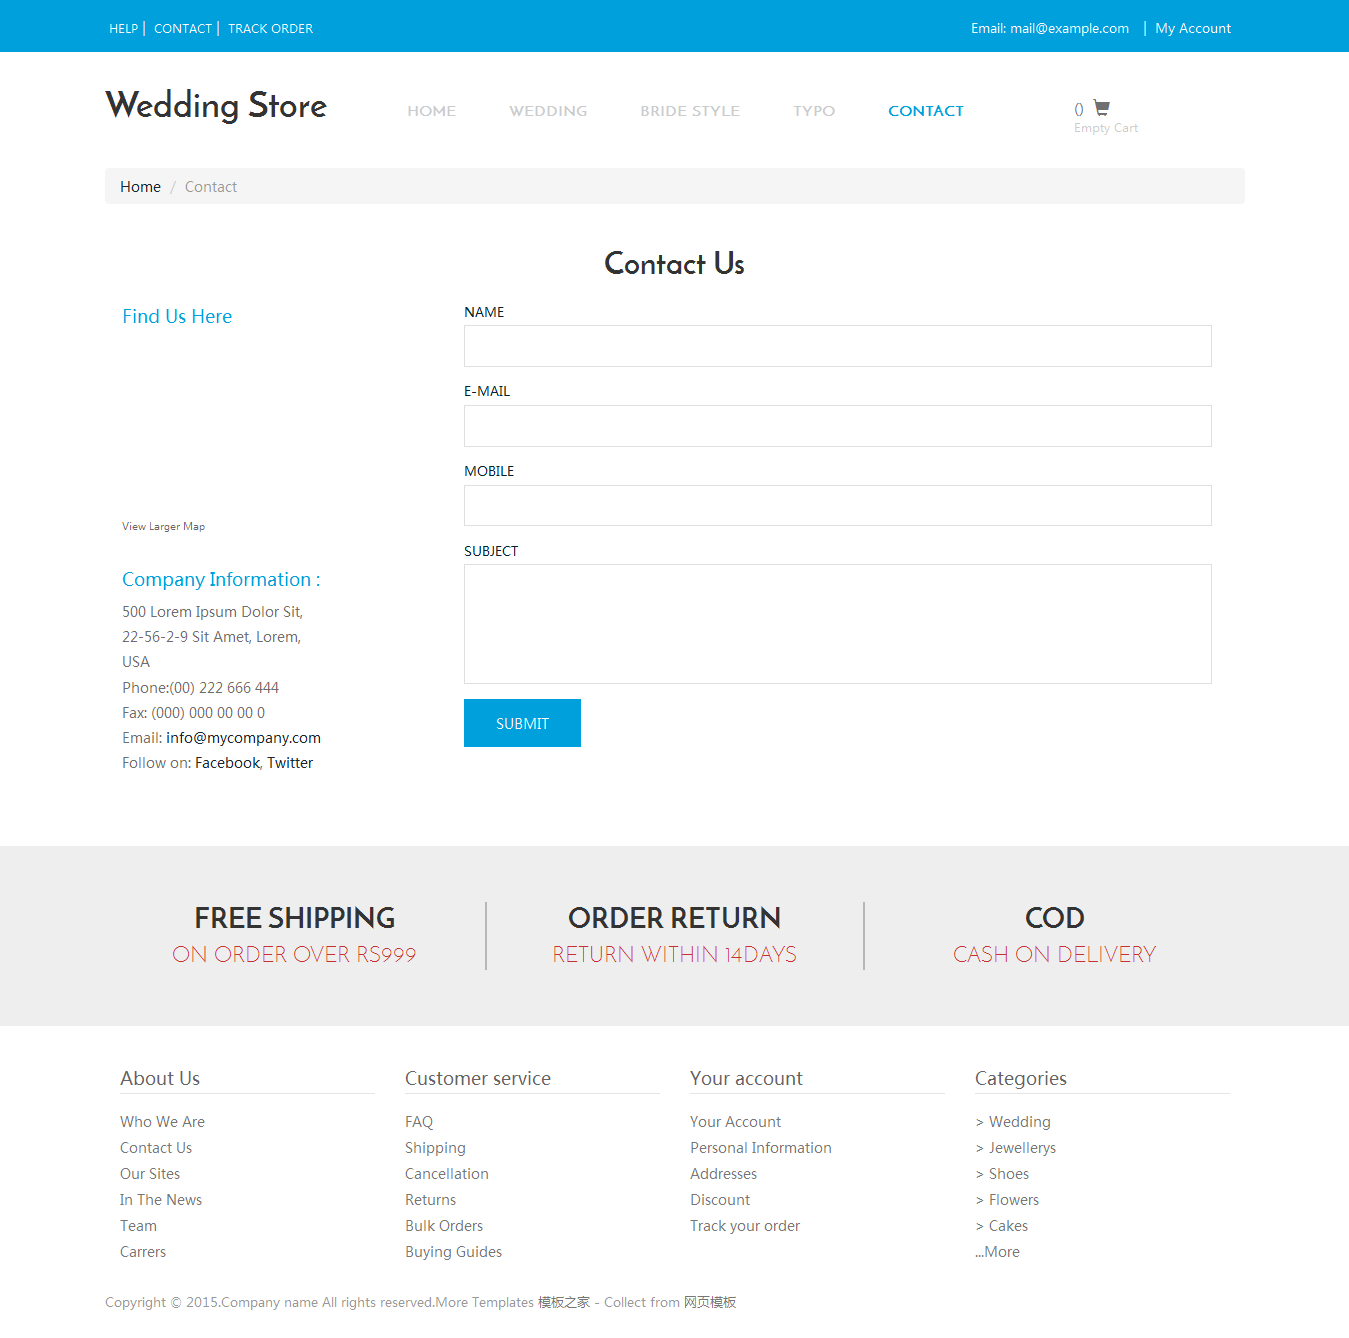 HELP | CONTACT | TRACK ORDER
Email: mail@example.com | My Account
Wedding Store
HOME WEDDING BRIDE STYLE TYPO CONTACT
()
Empty Cart
Home / Contact
Contact Us
Find Us Here
View Larger Map
Company Information :
500 Lorem Ipsum Dolor Sit,
22-56-2-9 Sit Amet, Lorem,
USA
Phone:(00) 222 666 444
Fax: (000) 000 00 00 0
Email: info@mycompany.com
Follow on: Facebook, Twitter
NAME
E-MAIL
MOBILE
SUBJECT
SUBMIT
FREE SHIPPING
ON ORDER OVER RS999
ORDER RETURN
RETURN WITHIN 14DAYS
COD
CASH ON DELIVERY
About Us
Who We Are
Contact Us
Our Sites
In The News
Team
Carrers
Customer service
FAQ
Shipping
Cancellation
Returns
Bulk Orders
Buying Guides
Your account
Your Account
Personal Information
Addresses
Discount
Track your order
Categories
> Wedding
> Jewellerys
> Shoes
> Flowers
> Cakes
...More
Copyright © 2015.Company name All rights reserved.More Templates 模板之家 - Collect from 网页模板